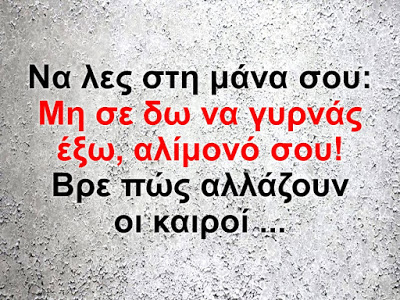 Να λες στη μάνα σου:
Μη σε δω να γυρνάς
έξω, αλίμονό σου!
Βρε πώς αλλάζουν
οι καιροί ...